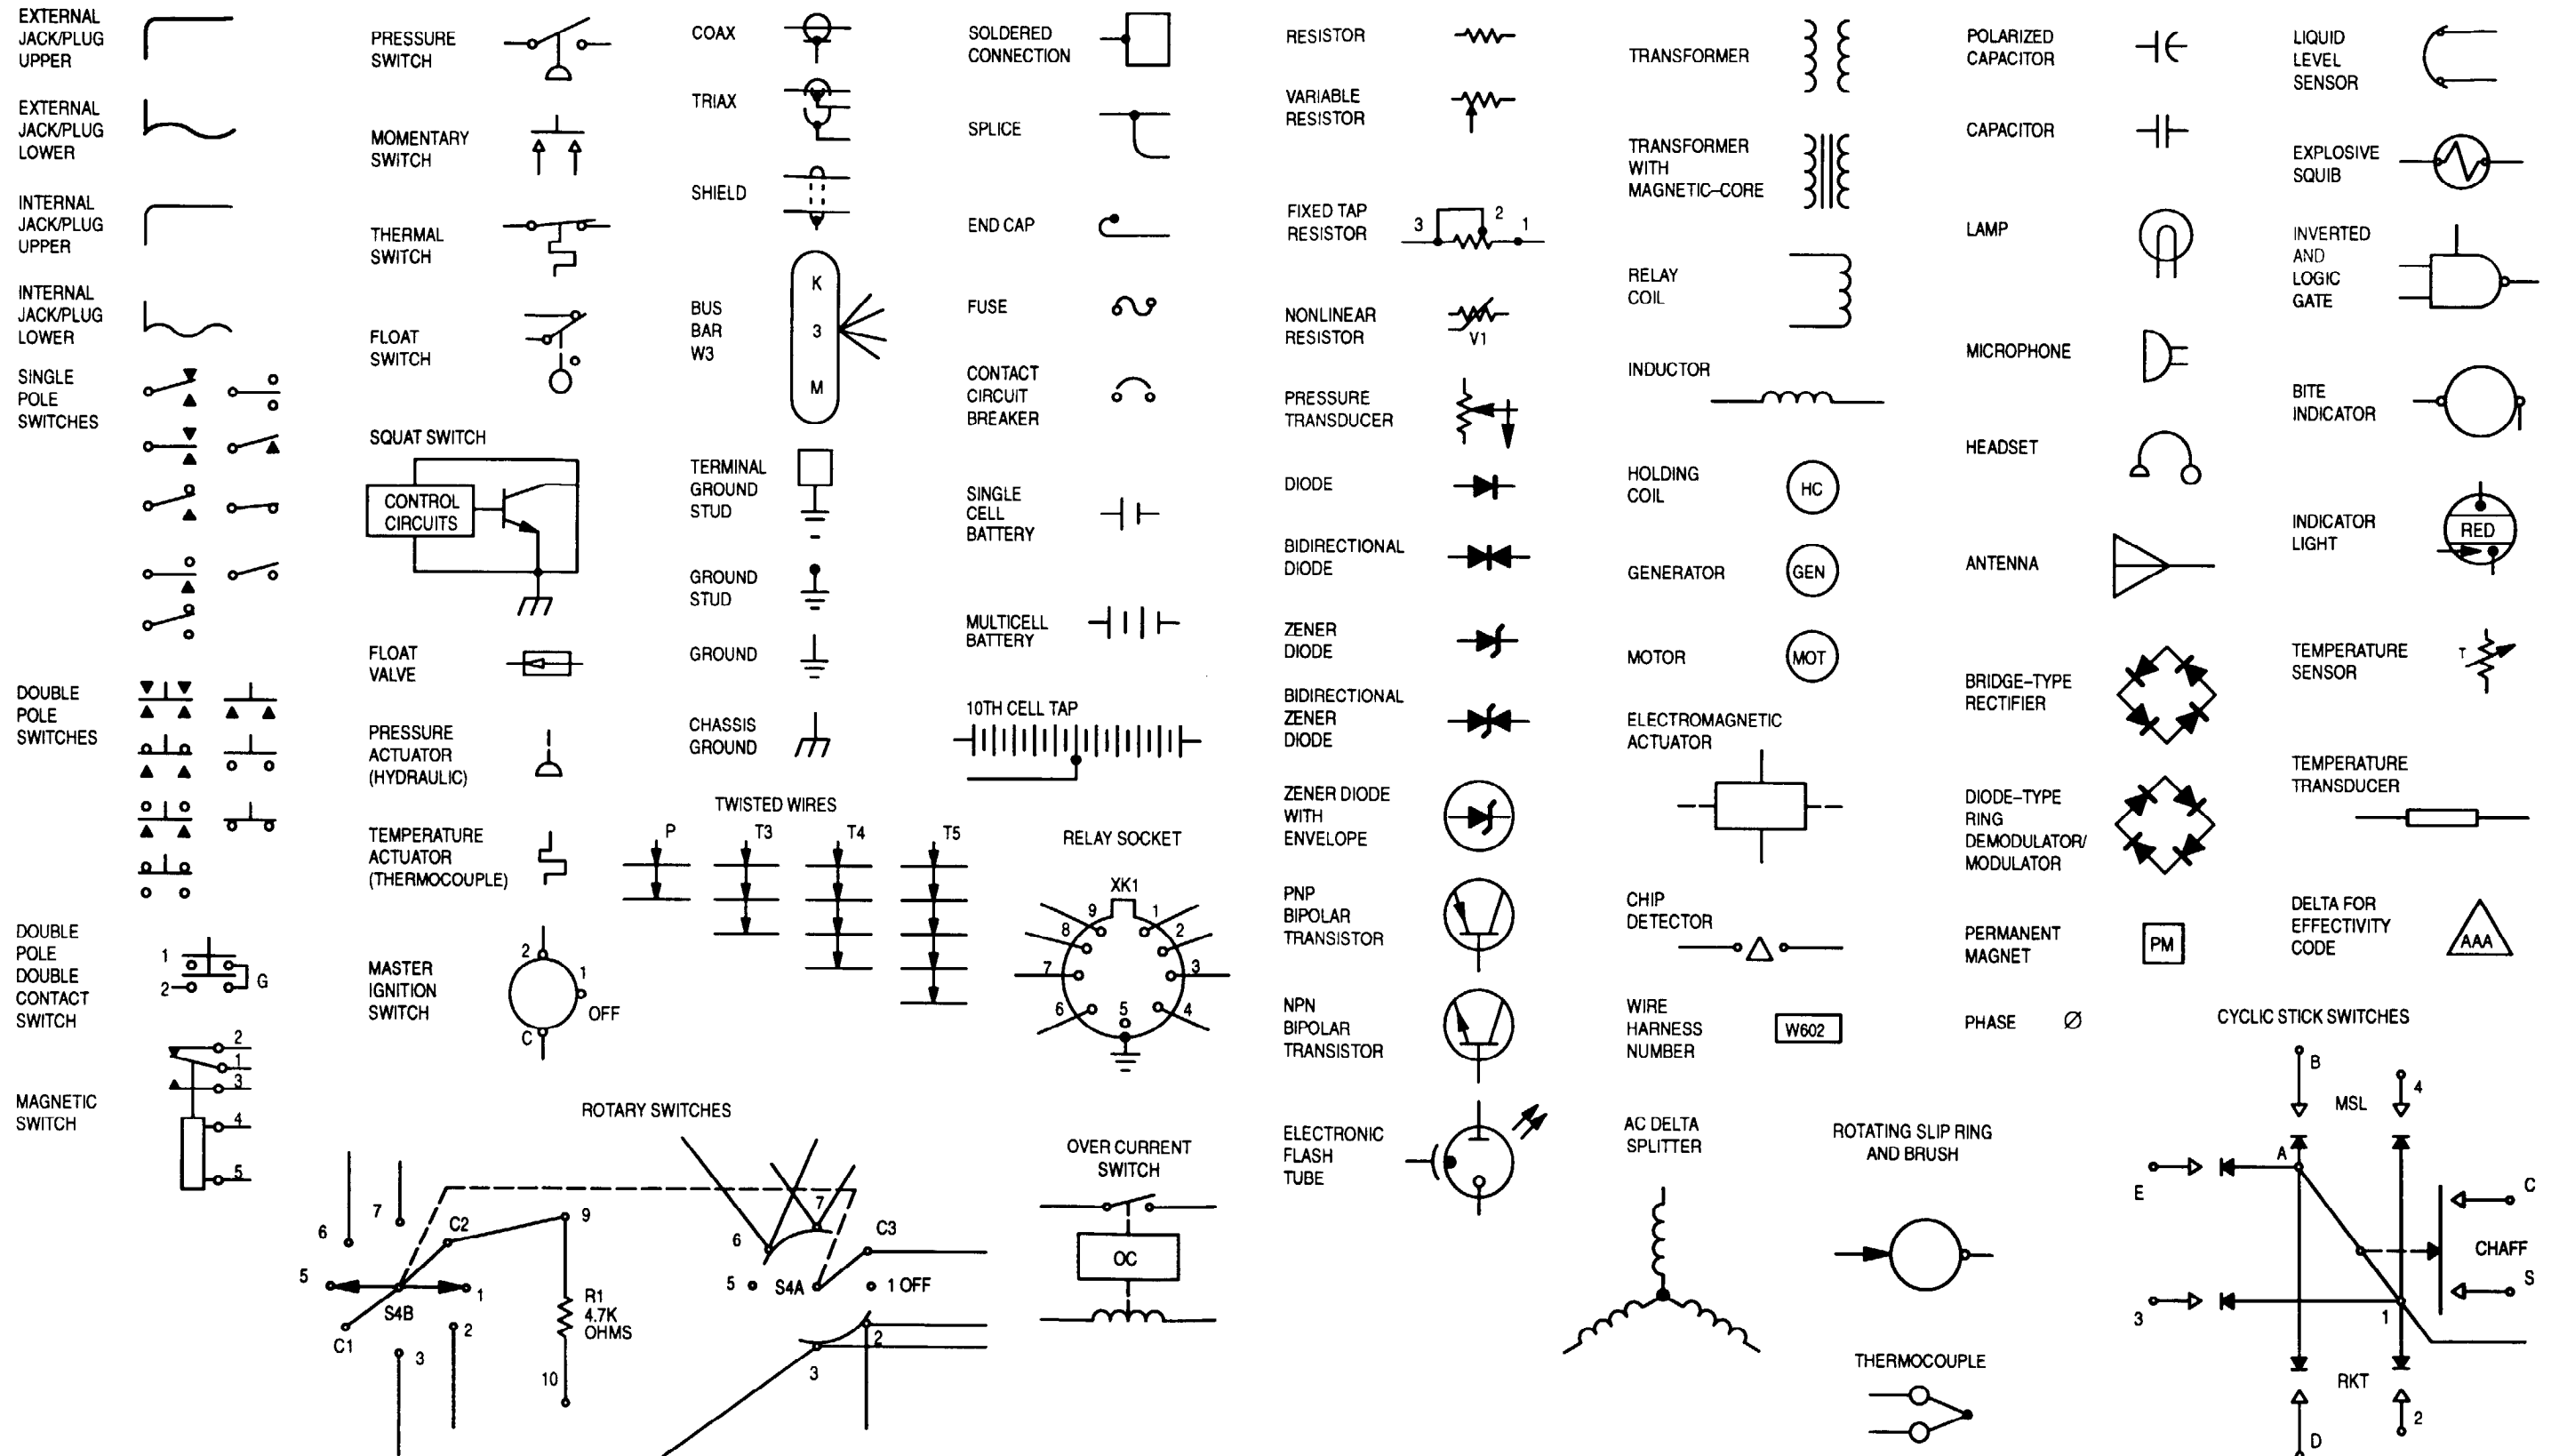 EXTERNAL
JACK/PLUG
UPPER
EXTERNAL
JACK/PLUG
LOWER
INTERNAL
JACK/PLUG
UPPER
INTERNAL
JACK/PLUG
LOWER
SINGLE
POLE
SWITCHES
DOUBLE
POLE
SWITCHES
DOUBLE
POLE
DOUBLE
CONTACT
SWITCH
1
2
G
MAGNETIC
SWITCH
2
1
3
4
5
PRESSURE
SWITCH
MOMENTARY
SWITCH
THERMAL
SWITCH
FLOAT
SWITCH
SQUAT SWITCH
CONTROL
CIRCUITS
FLOAT
VALVE
PRESSURE
ACTUATOR
(HYDRAULIC)
TEMPERATURE
ACTUATOR
(THERMOCOUPLE)
MASTER
IGNITION
SWITCH
2
1
OFF
C
COAX
TRIAX
SHIELD
BUS
BAR
W3
K
3
M
TERMINAL
GROUND
STUD
GROUND
STUD
GROUND
CHASSIS
GROUND
TWISTED WIRES
P T3 T4 T5
ROTARY SWITCHES
6
7
C2
9
5
1
S4B
C1
2
3
R1
4.7K
OHMS
10
7
6
C3
5
S4A
1 OFF
2
3
SOLDERED
CONNECTION
SPLICE
END CAP
FUSE
CONTACT
CIRCUIT
BREAKER
SINGLE
CELL
BATTERY
MULTICELL
BATTERY
10TH CELL TAP
RELAY SOCKET
XK1
9 1
8 2
7 3
6 5 4
OVER CURRENT
SWITCH
OC
RESISTOR
VARIABLE
RESISTOR
FIXED TAP
RESISTOR
3 2 1
NONLINEAR
RESISTOR
V1
PRESSURE
TRANSDUCER
DIODE
BIDIRECTIONAL
DIODE
ZENER
DIODE
BIDIRECTIONAL
ZENER
DIODE
ZENER DIODE
WITH
ENVELOPE
PNP
BIPOLAR
TRANSISTOR
NPN
BIPOLAR
TRANSISTOR
ELECTRONIC
FLASH
TUBE
TRANSFORMER
TRANSFORMER
WITH
MAGNETIC-CORE
RELAY
COIL
INDUCTOR
HOLDING
COIL
HC
GENERATOR
GEN
MOTOR
MOT
ELECTROMAGNETIC
ACTUATOR
CHIP
DETECTOR
WIRE
HARNESS
NUMBER
W602
AC DELTA
SPLITTER
ROTATING SLIP RING
AND BRUSH
THERMOCOUPLE
POLARIZED
CAPACITOR
CAPACITOR
LAMP
MICROPHONE
HEADSET
ANTENNA
BRIDGE-TYPE
RECTIFIER
DIODE-TYPE
RING
DEMODULATOR/
MODULATOR
PERMANENT
MAGNET
PM
PHASE Ø
LIQUID
LEVEL
SENSOR
EXPLOSIVE
SQUIB
INVERTED
AND
LOGIC
GATE
BITE
INDICATOR
INDICATOR
LIGHT
RED
TEMPERATURE
SENSOR
T
TEMPERATURE
TRANSDUCER
DELTA FOR
EFFECTIVITY
CODE
AAA
CYCLIC STICK SWITCHES
B
4
MSL
A
E
C
CHAFF
S
3
1
RKT
2
D